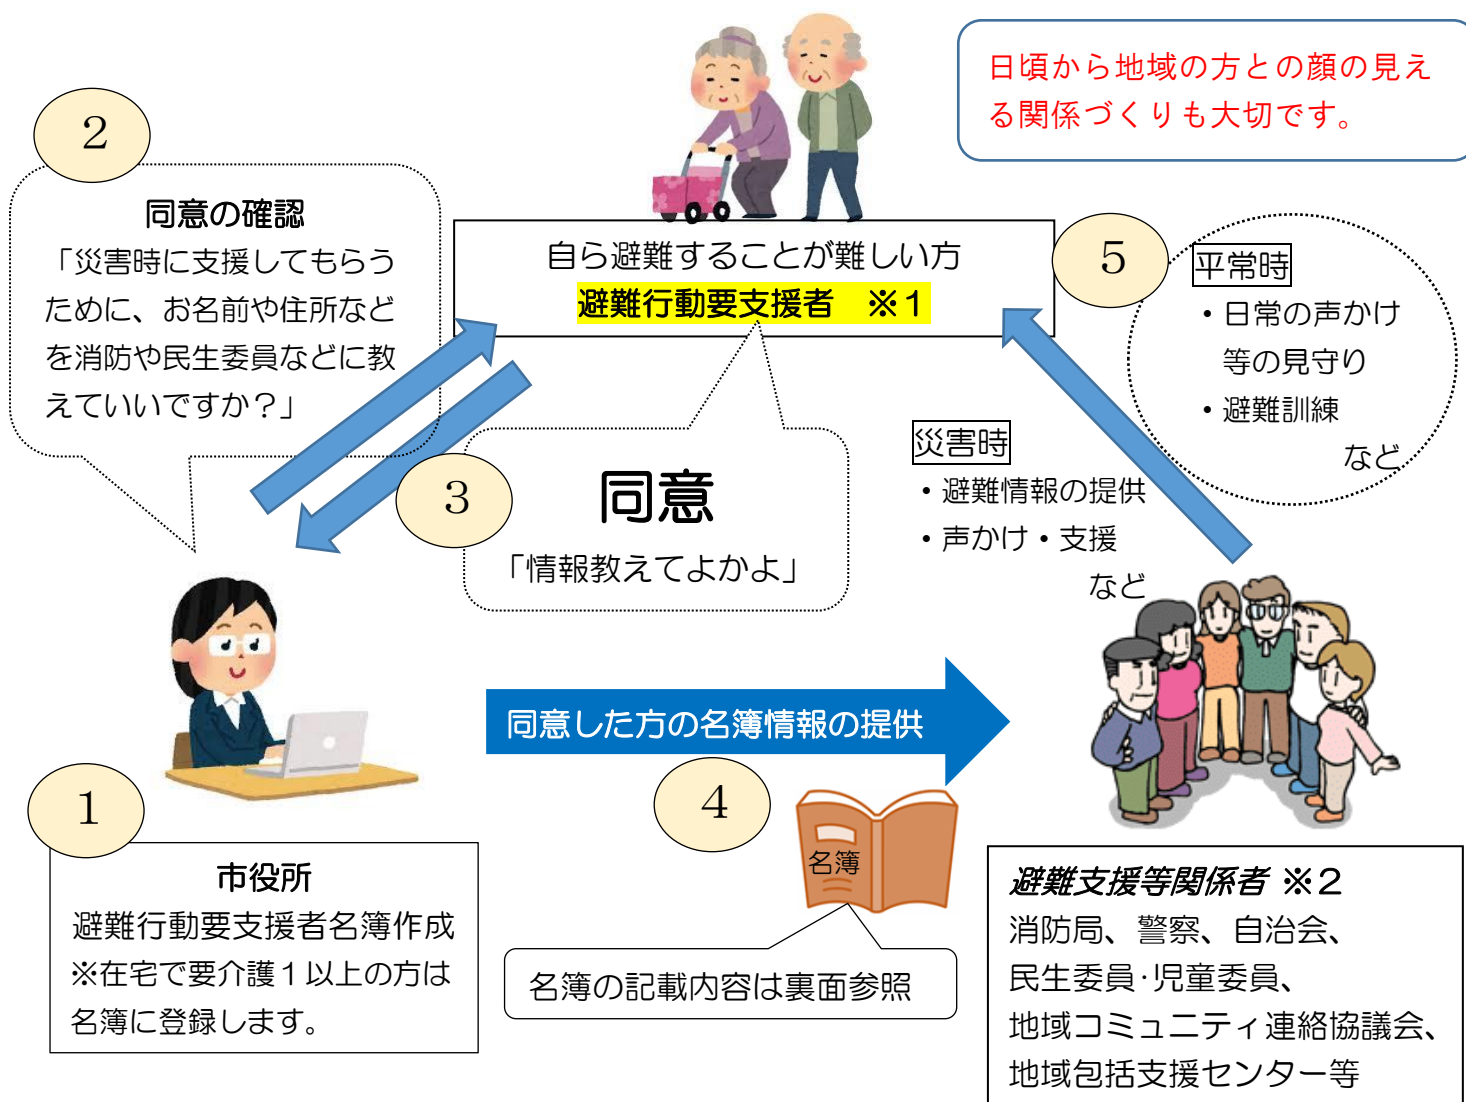 日頃から地域の方との顔の見え
る関係づくりも大切です。
2
同意の確認
「災害時に支援してもらう
ために、お名前や住所など
を消防や民生委員などに教
えていいですか？」
自ら避難することが難しい方
避難行動要支援者　※１
5
平常時
・日常の声かけ
等の見守り
・避難訓練
など
3
同意
「情報教えてよかよ」
災害時
・避難情報の提供
・声かけ・支援
など
同意した方の名簿情報の提供
1
市役所
避難行動要支援者名簿作成
※在宅で要介護１以上の方は
名簿に登録します。
4
名簿
名簿の記載内容は裏面参照
避難支援等関係者 ※２
消防局、警察、自治会、
民生委員･児童委員、
地域コミュニティ連絡協議会、
地域包括支援センター等